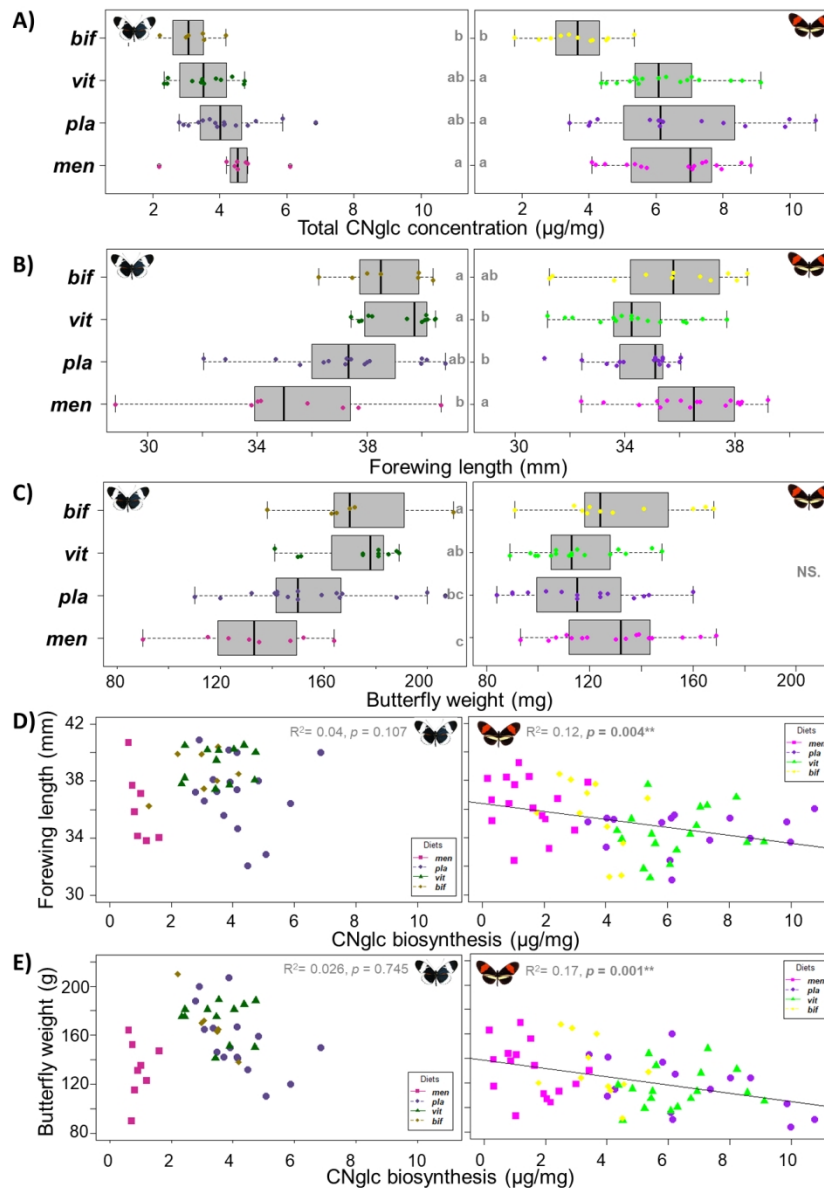 A)
bif b b
vit ab a
pla ab a
men a a
2 4 6 8 10 2 4 6 8 10
Total CNglc concentration (µg/mg)
B)
bif a ab
vit a b
pla ab b
men b a
30 34 38 30 34 38
Forewing length (mm)
C)
bif a
vit ab
pla bc
men c
NS.
80 120 160 200 80 120 160 200
Butterfly weight (mg)
D)
Forewing length (mm)
42
38
34
30
R²= 0.04, p = 0.107
R²= 0.12, p = 0.004**
Diets
men
pla
vit
bif
Diets
men
pla
vit
bif
0 2 4 6 8 10 0 2 4 6 8 10
CNglc biosynthesis (µg/mg)
E)
Butterfly weight (g)
200
160
120
80
R²= 0.026, p = 0.745
R²= 0.17, p = 0.001**
Diets
men
pla
vit
bif
Diets
men
pla
vit
bif
0 2 4 6 8 10 0 2 4 6 8 10
CNglc biosynthesis (µg/mg)